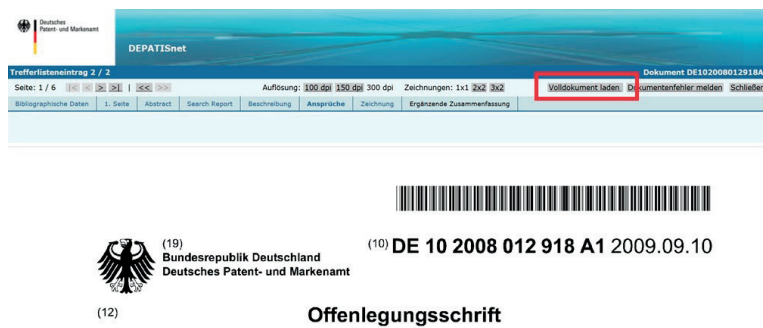 Deutsches
Patent- und Markenamt
DEPATISnet
Trefferlisteneintrag 2 / 2 Dokument DE102008012918A
Seite: 1 / 6 |< < > >| | << >> Auflösung: 100 dpi 150 dpi 300 dpi Zeichnungen: 1x1 2x2 3x2 Volldokument laden Dokumentenfehler melden Schließen
Bibliographische Daten 1. Seite Abstract Search Report Beschreibung Ansprüche Zeichnung Ergänzende Zusammenfassung
(19)
Bundesrepublik Deutschland
Deutsches Patent- und Markenamt
(10) DE 10 2008 012 918 A1 2009.09.10
(12) Offenlegungsschrift